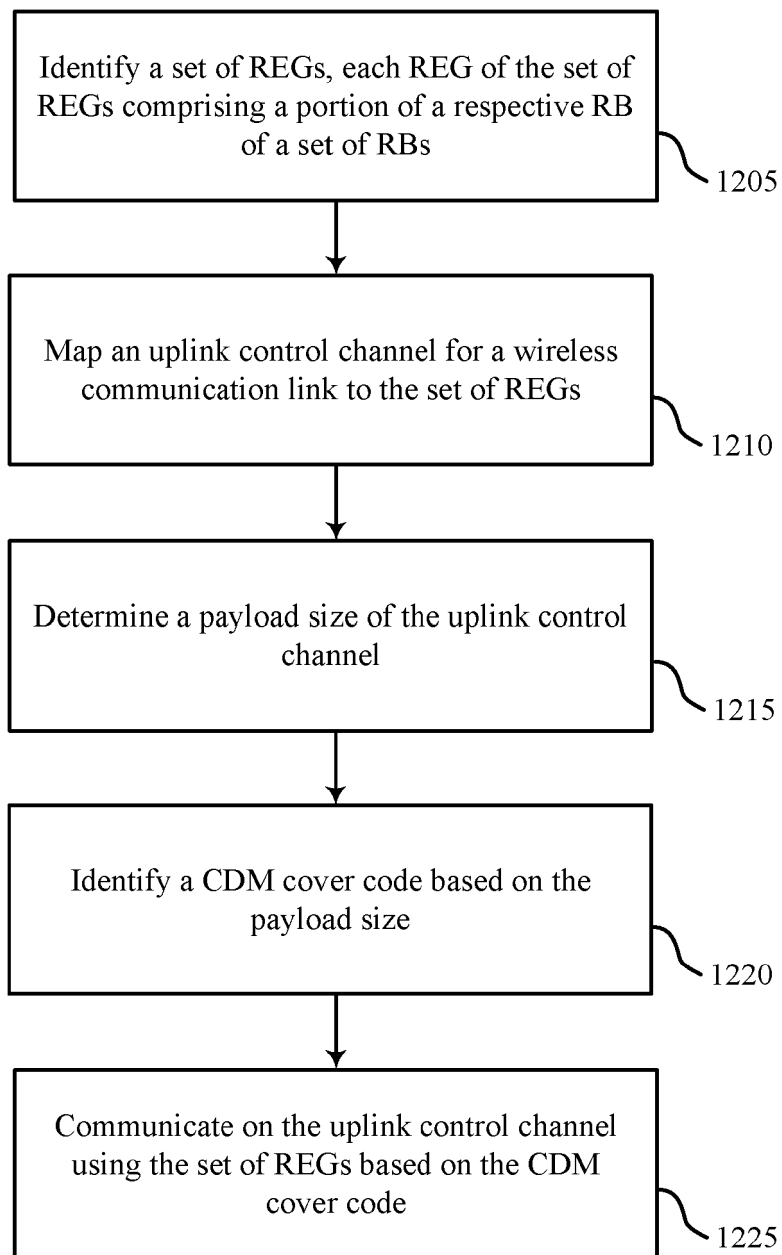 Identify a set of REGs, each REG of the set of
REGs comprising a portion of a respective RB
of a set of RBs
1205
Map an uplink control channel for a wireless
communication link to the set of REGs
1210
Determine a payload size of the uplink control
channel
1215
Identify a CDM cover code based on the
payload size
1220
Communicate on the uplink control channel
using the set of REGs based on the CDM
cover code
1225